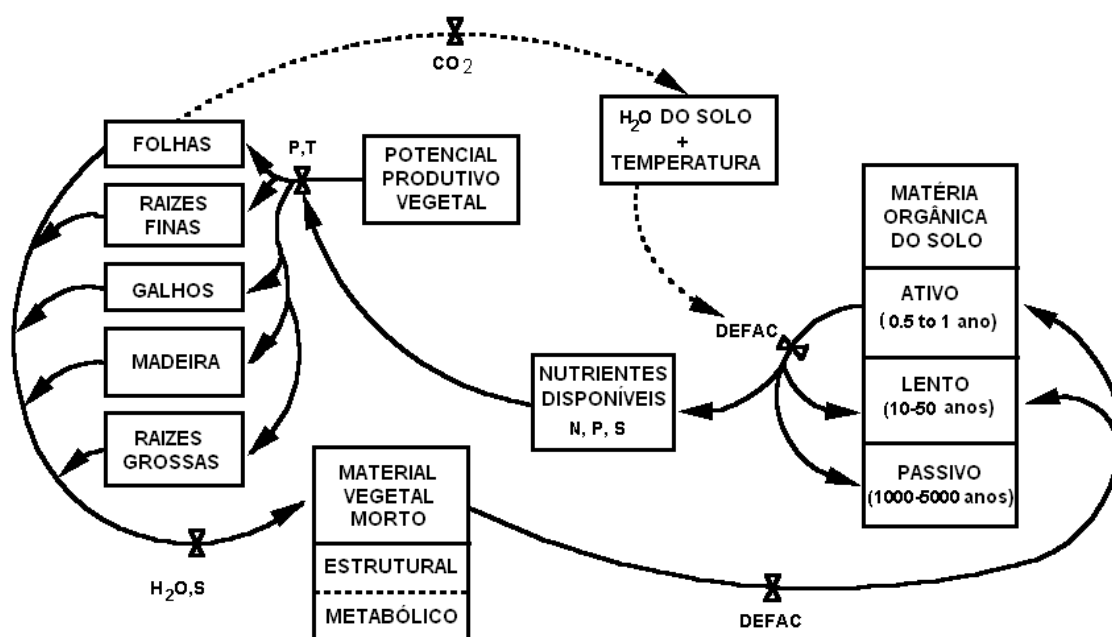 CO2
H2O DO SOLO
+
TEMPERATURA
FOLHAS
P,T
POTENCIAL
PRODUTIVO
VEGETAL
RAIZES
FINAS
GALHOS
MADEIRA
RAIZES
GROSSAS
MATÉRIA
ORGÂNICA
DO SOLO
ATIVO
(0.5 to 1 ano)
LENTO
(10-50 anos)
PASSIVO
(1000-5000 anos)
DEFAC
NUTRIENTES
DISPONÍVEIS
N, P, S
MATERIAL
VEGETAL
MORTO
ESTRUTURAL
METABÓLICO
H2O,S
DEFAC